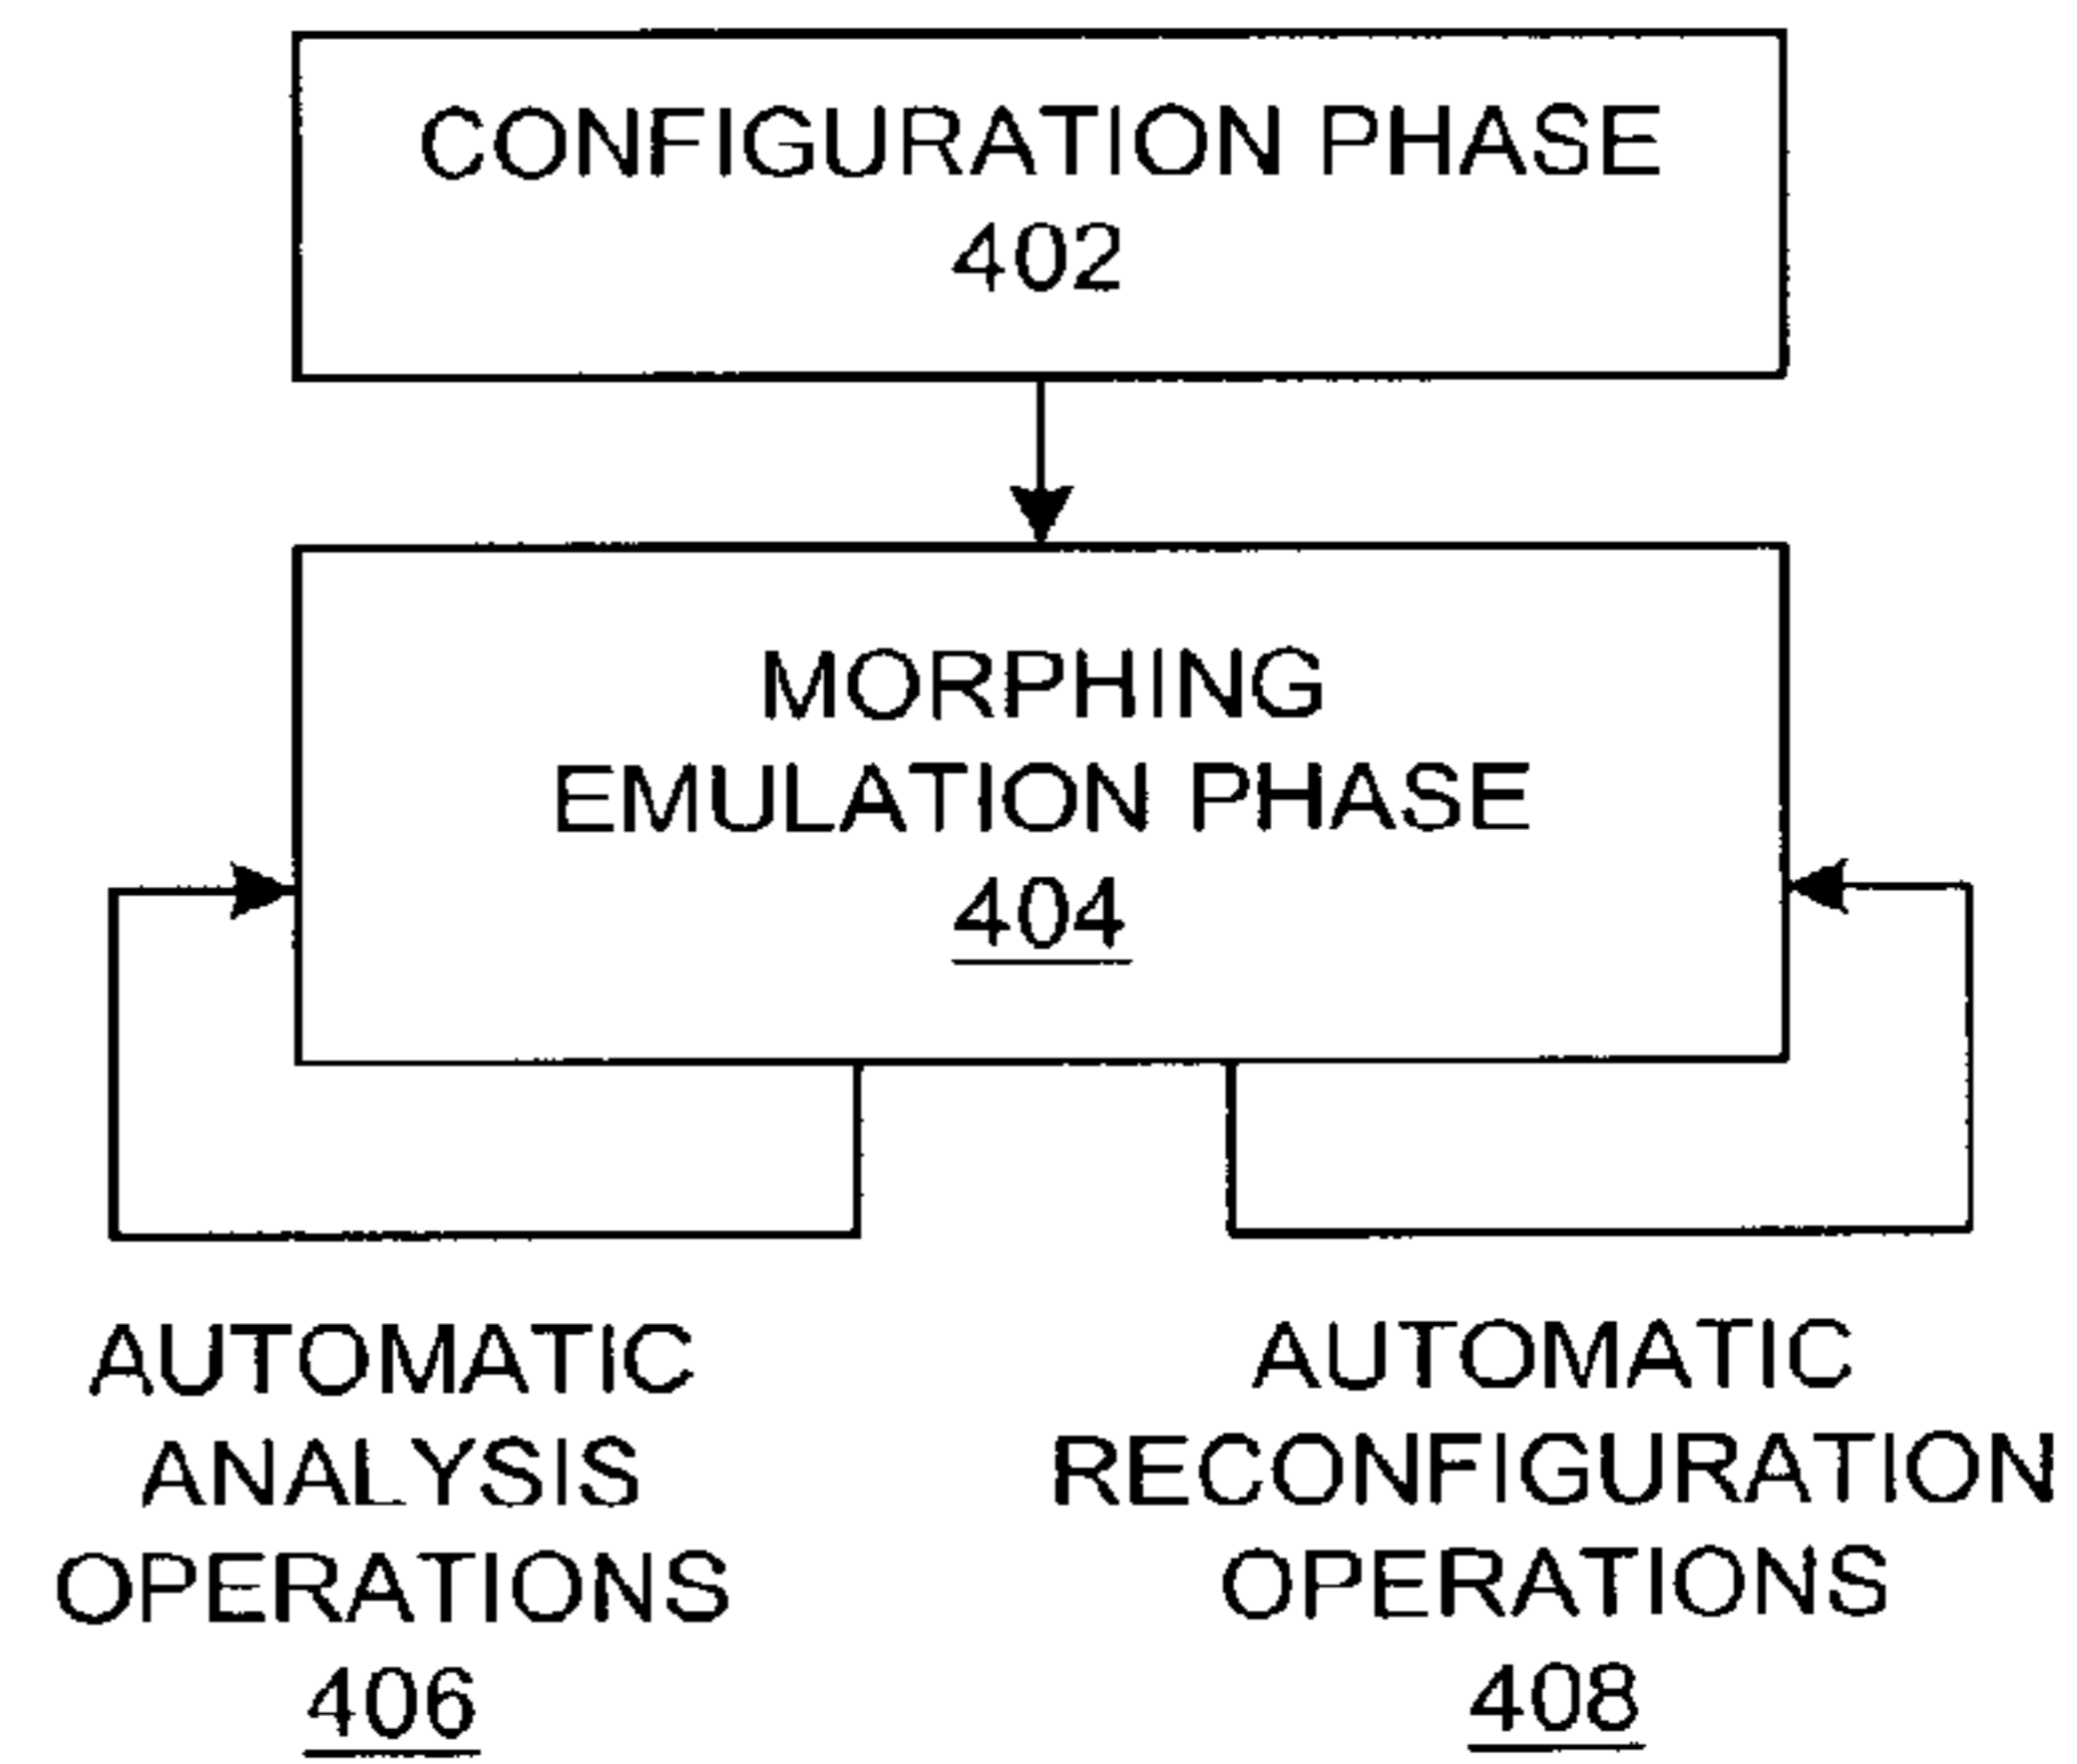 CONFIGURATION PHASE
402
MORPHING
EMULATION PHASE
404
AUTOMATIC
ANALYSIS
OPERATIONS
406
AUTOMATIC
RECONFIGURATION
OPERATIONS
408